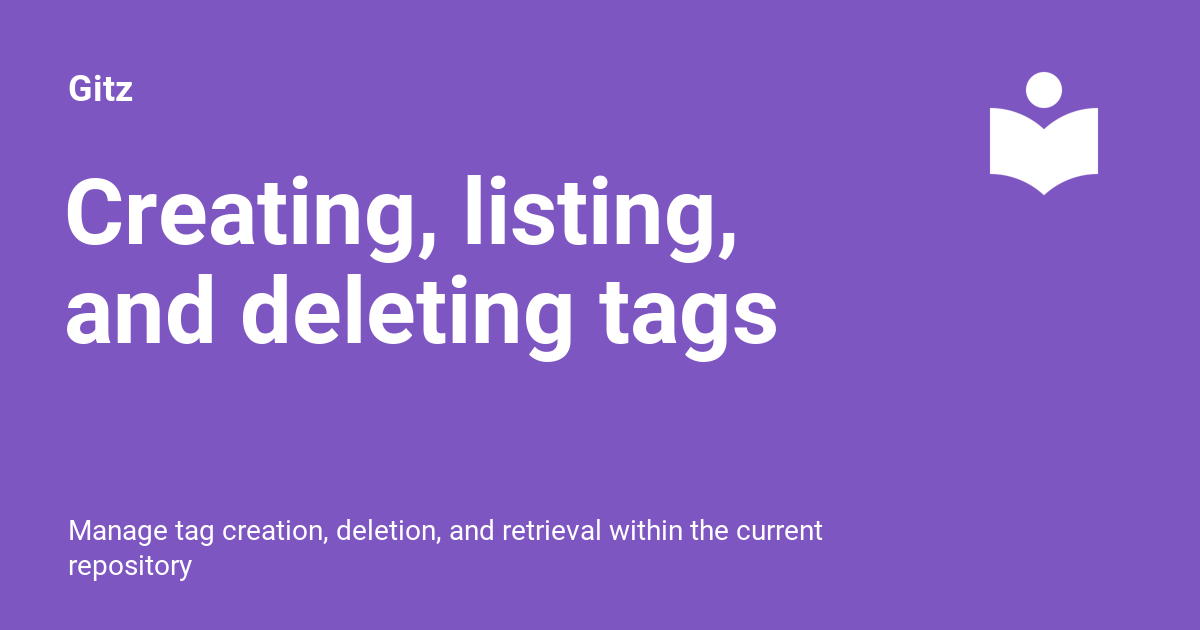 Gitz
Creating, listing,
and deleting tags
Manage tag creation, deletion, and retrieval within the current
repository